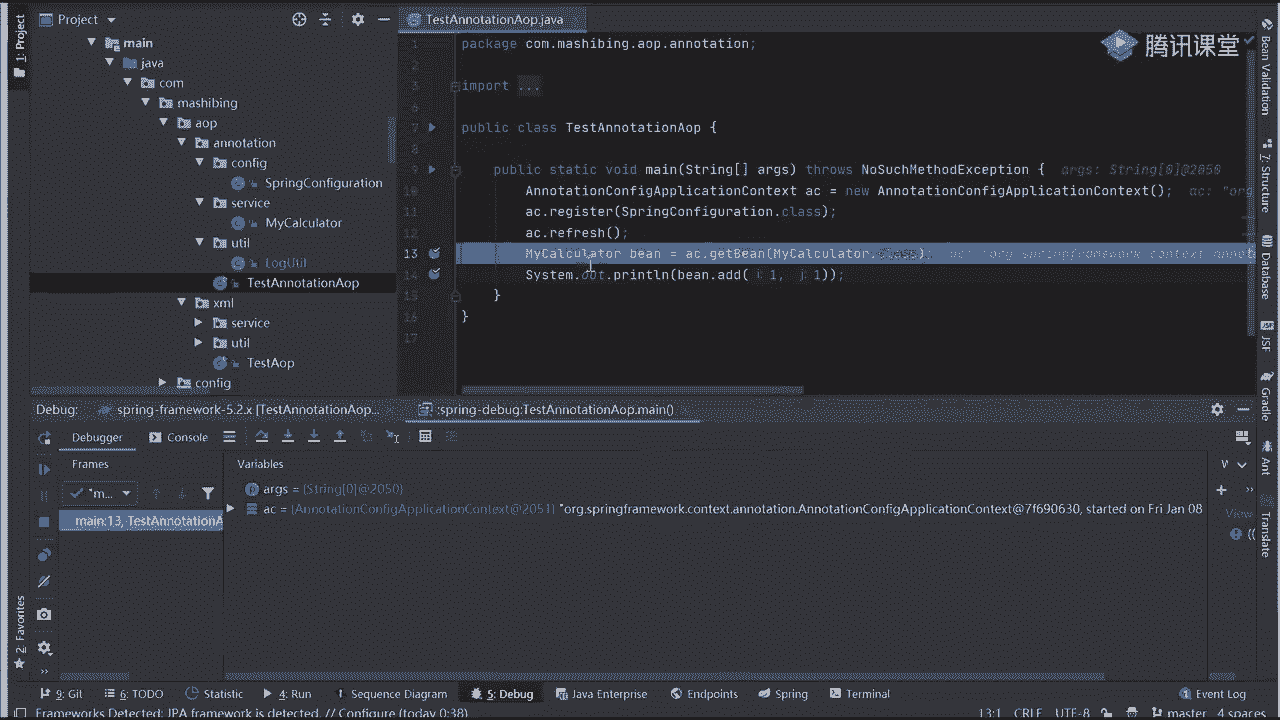 Project
TestAnnotationAop.java
1: Project
main
java
com
mashibing
aop
annotation
config
SpringConfiguration
service
MyCalculator
util
LogUtil
TestAnnotationAop
xml
service
util
TestAop
config
腾讯课堂
1 package com.mashibing.aop.annotation;
2
3 import ...
6
7 public class TestAnnotationAop {
8
9 public static void main(String[] args) throws NoSuchMethodException { args: String[0]@2050
10 AnnotationConfigApplicationContext ac = new AnnotationConfigApplicationContext(); ac: "org
11 ac.register(SpringConfiguration.class);
12 ac.refresh();
13 MyCalculator bean = ac.getBean(MyCalculator.class); ac: "org.springframework.context.annot
14 System.out.println(bean.add( i: 1, j: 1));
15 }
16 }
17
Bean Validation
7: Structure
Database
JSF
Gradle
Ant
Translate
Debug:
spring-framework-5.2.x [TestAnnotationAop...
:spring-debug:TestAnnotationAop.main()
Debugger
Console
Frames
Variables
"m...
main:13, TestAnnotationA
args = {String[0]@2050}
ac = {AnnotationConfigApplicationContext@2051} "org.springframework.context.annotation.AnnotationConfigApplicationContext@7f690630, started on Fri Jan 08
2: Favorites
9: Git
6: TODO
Statistic
4: Run
Sequence Diagram
5: Debug
Java Enterprise
Endpoints
Spring
Terminal
1 Event Log
Frameworks Detected: JPA framework is detected. // Configure (today 0:38)
13:1
CRLF
UTF-8
master
4 spaces